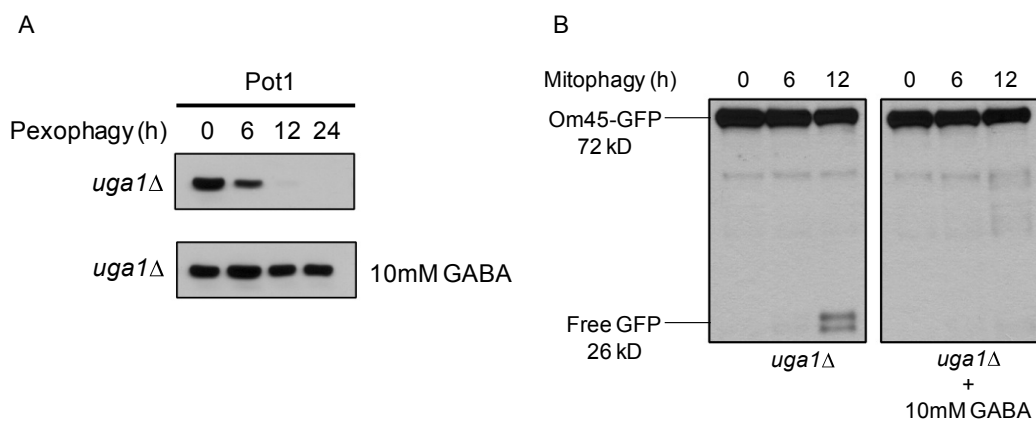 A
Pot1
Pexophagy (h) 0 6 12 24
uga1Δ
uga1Δ 10mM GABA
B
Mitophagy (h) 0 6 12 0 6 12
Om45-GFP
72 kD
Free GFP
26 kD
uga1Δ uga1Δ
+
10mM GABA